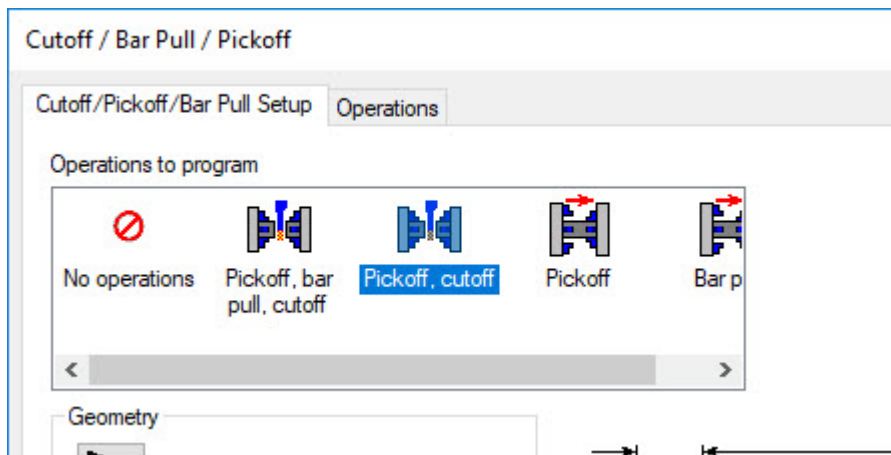 Cutoff / Bar Pull / Pickoff
Cutoff/Pickoff/Bar Pull Setup Operations
Operations to program
No operations Pickoff, bar Pickoff, cutoff Pickoff Bar p
pull, cutoff
Geometry